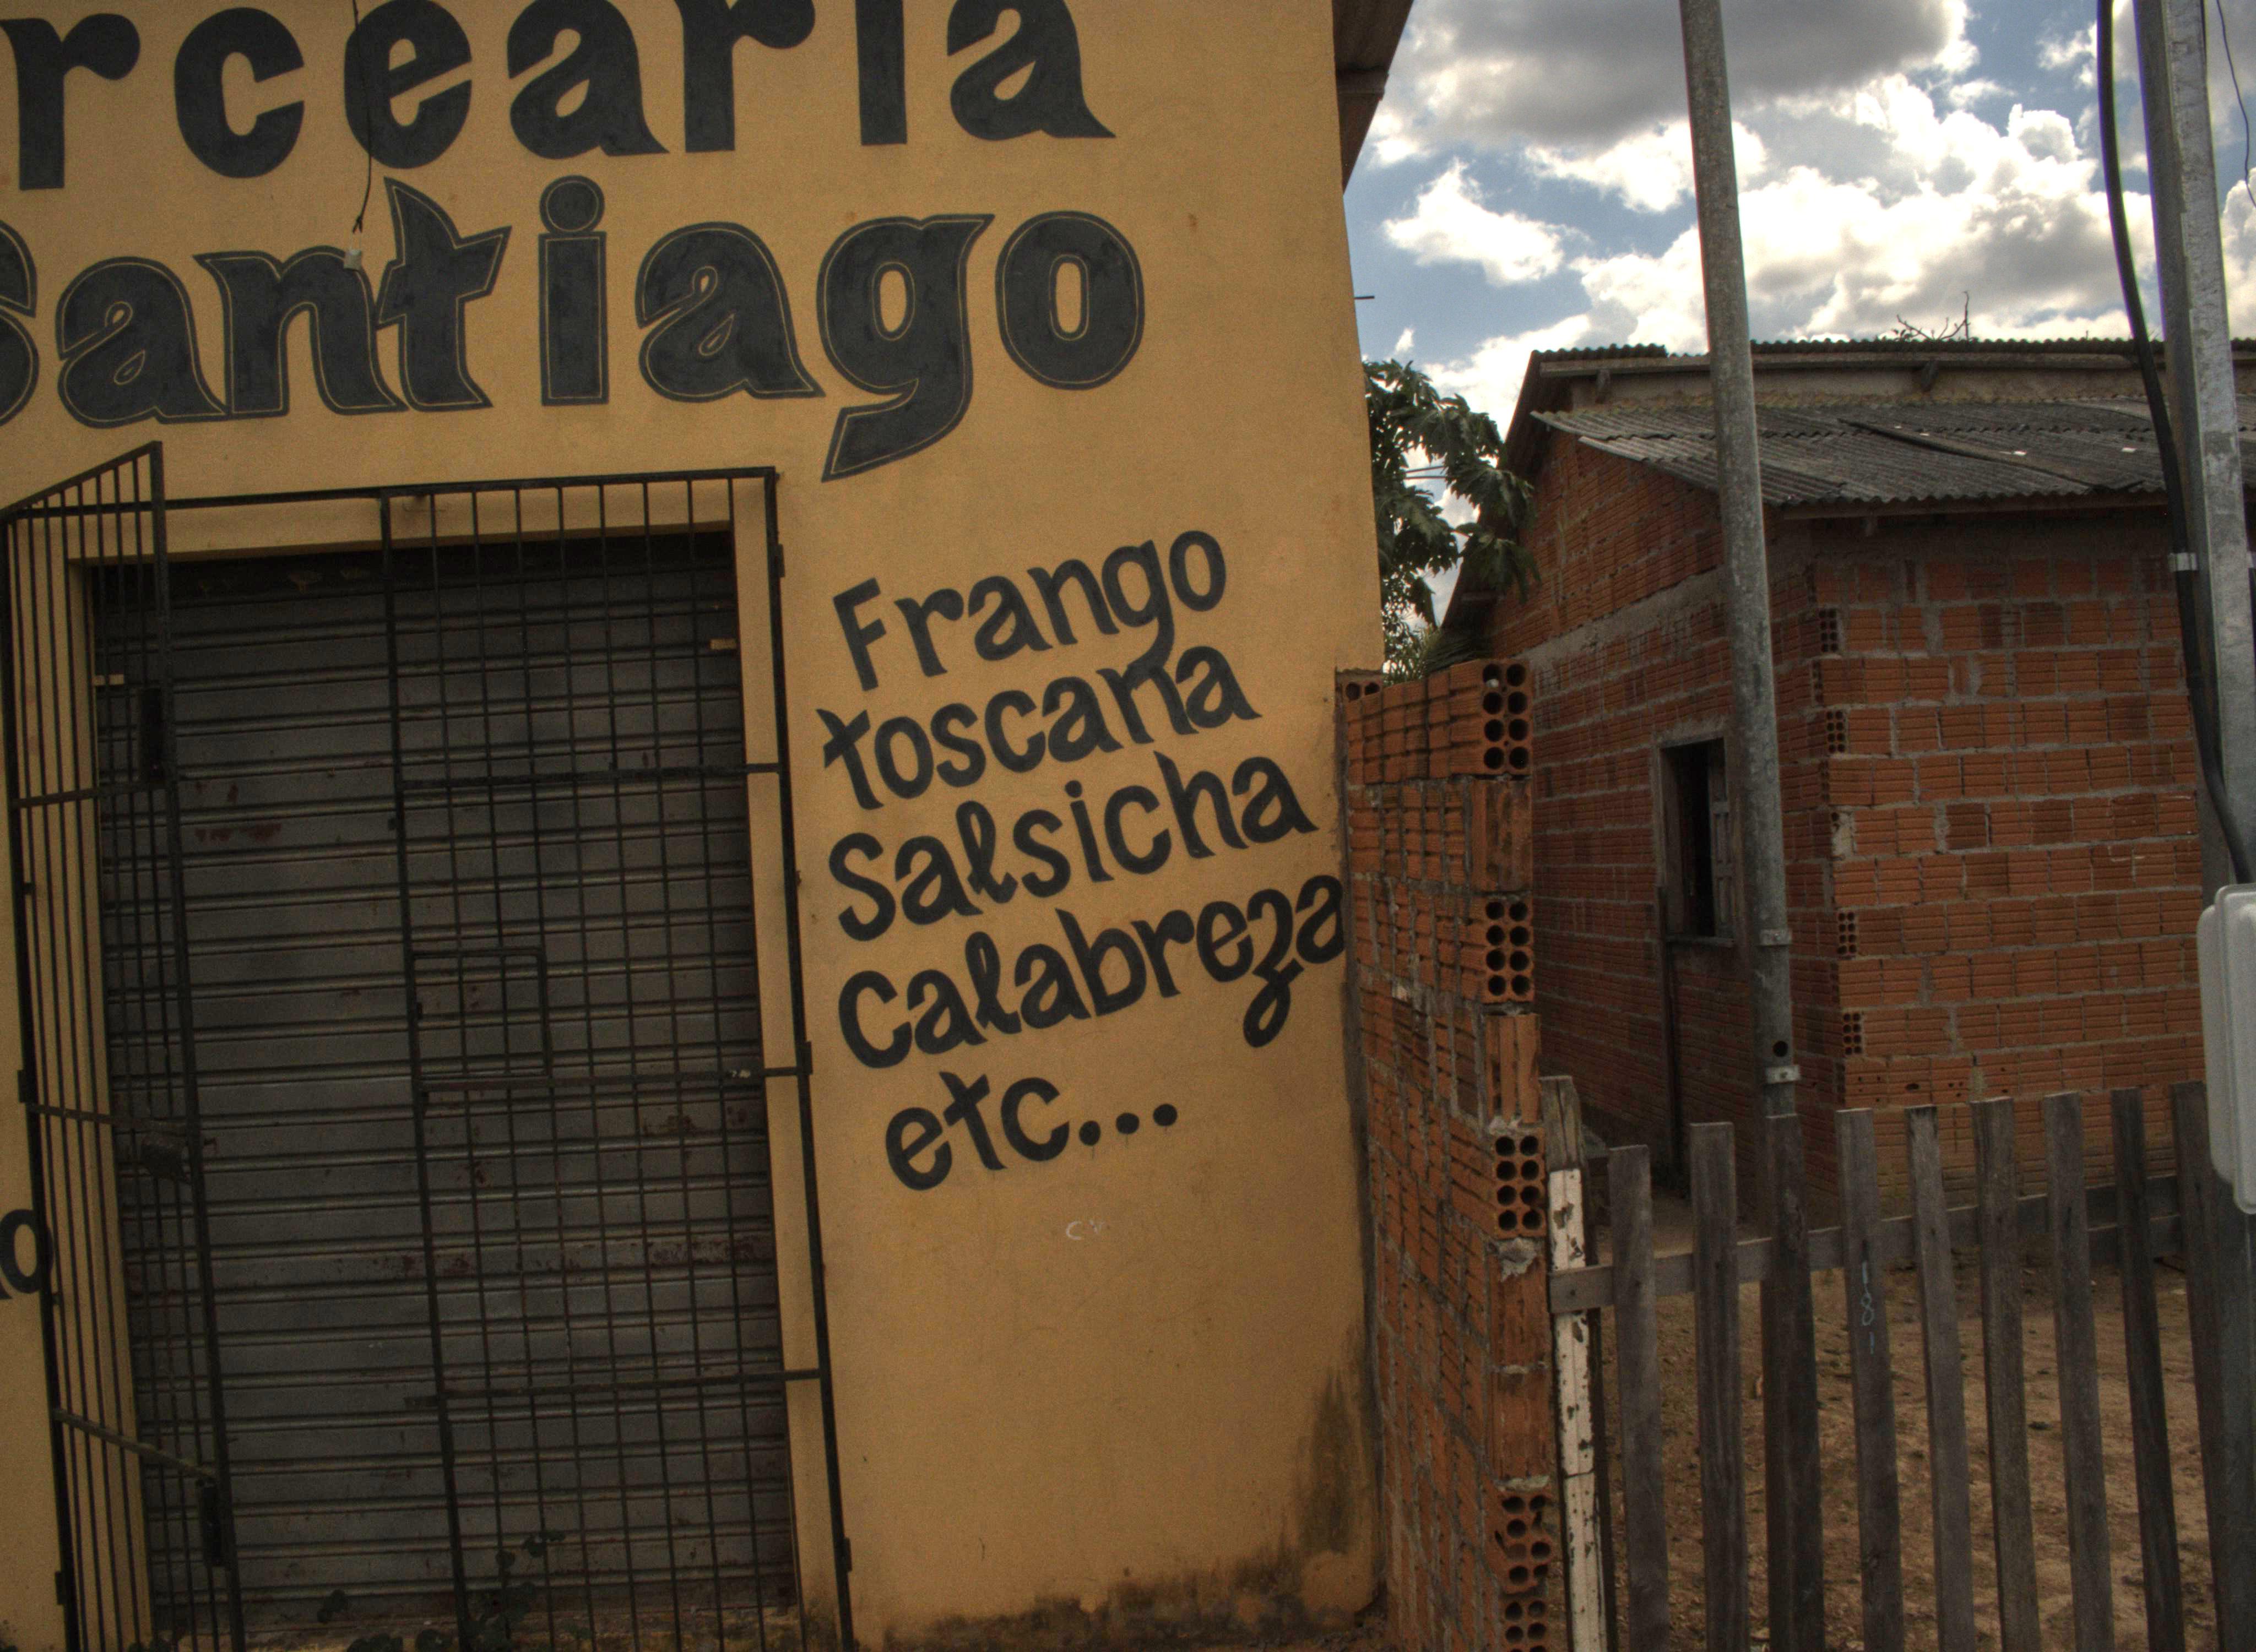 rcearia
Santiago
Frango
toscana
Salsicha
Calabreza
etc...